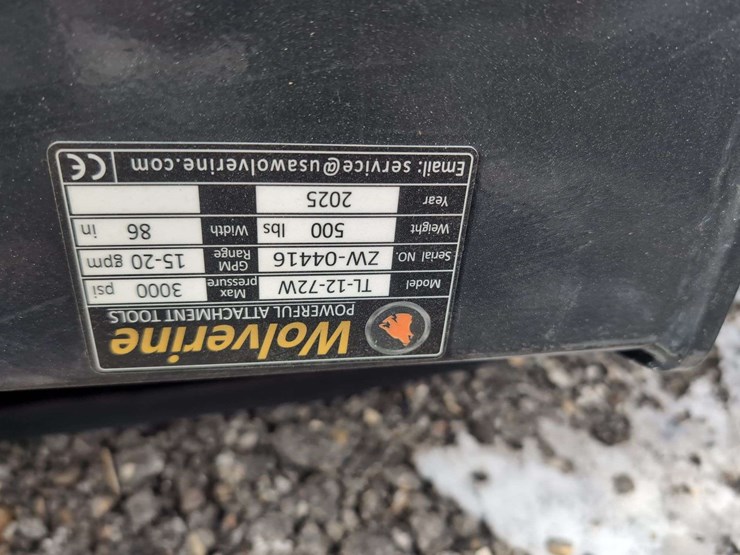 Wolverine
POWERFUL ATTACHMENT TOOLS
Model TL-12-72W Max pressure 3000 psi
Serial NO. ZW-04416 GPM Range 15-20 gpm
Weight 500 lbs Width 86 in
Year 2025
Email: service@usawolverine.com CE